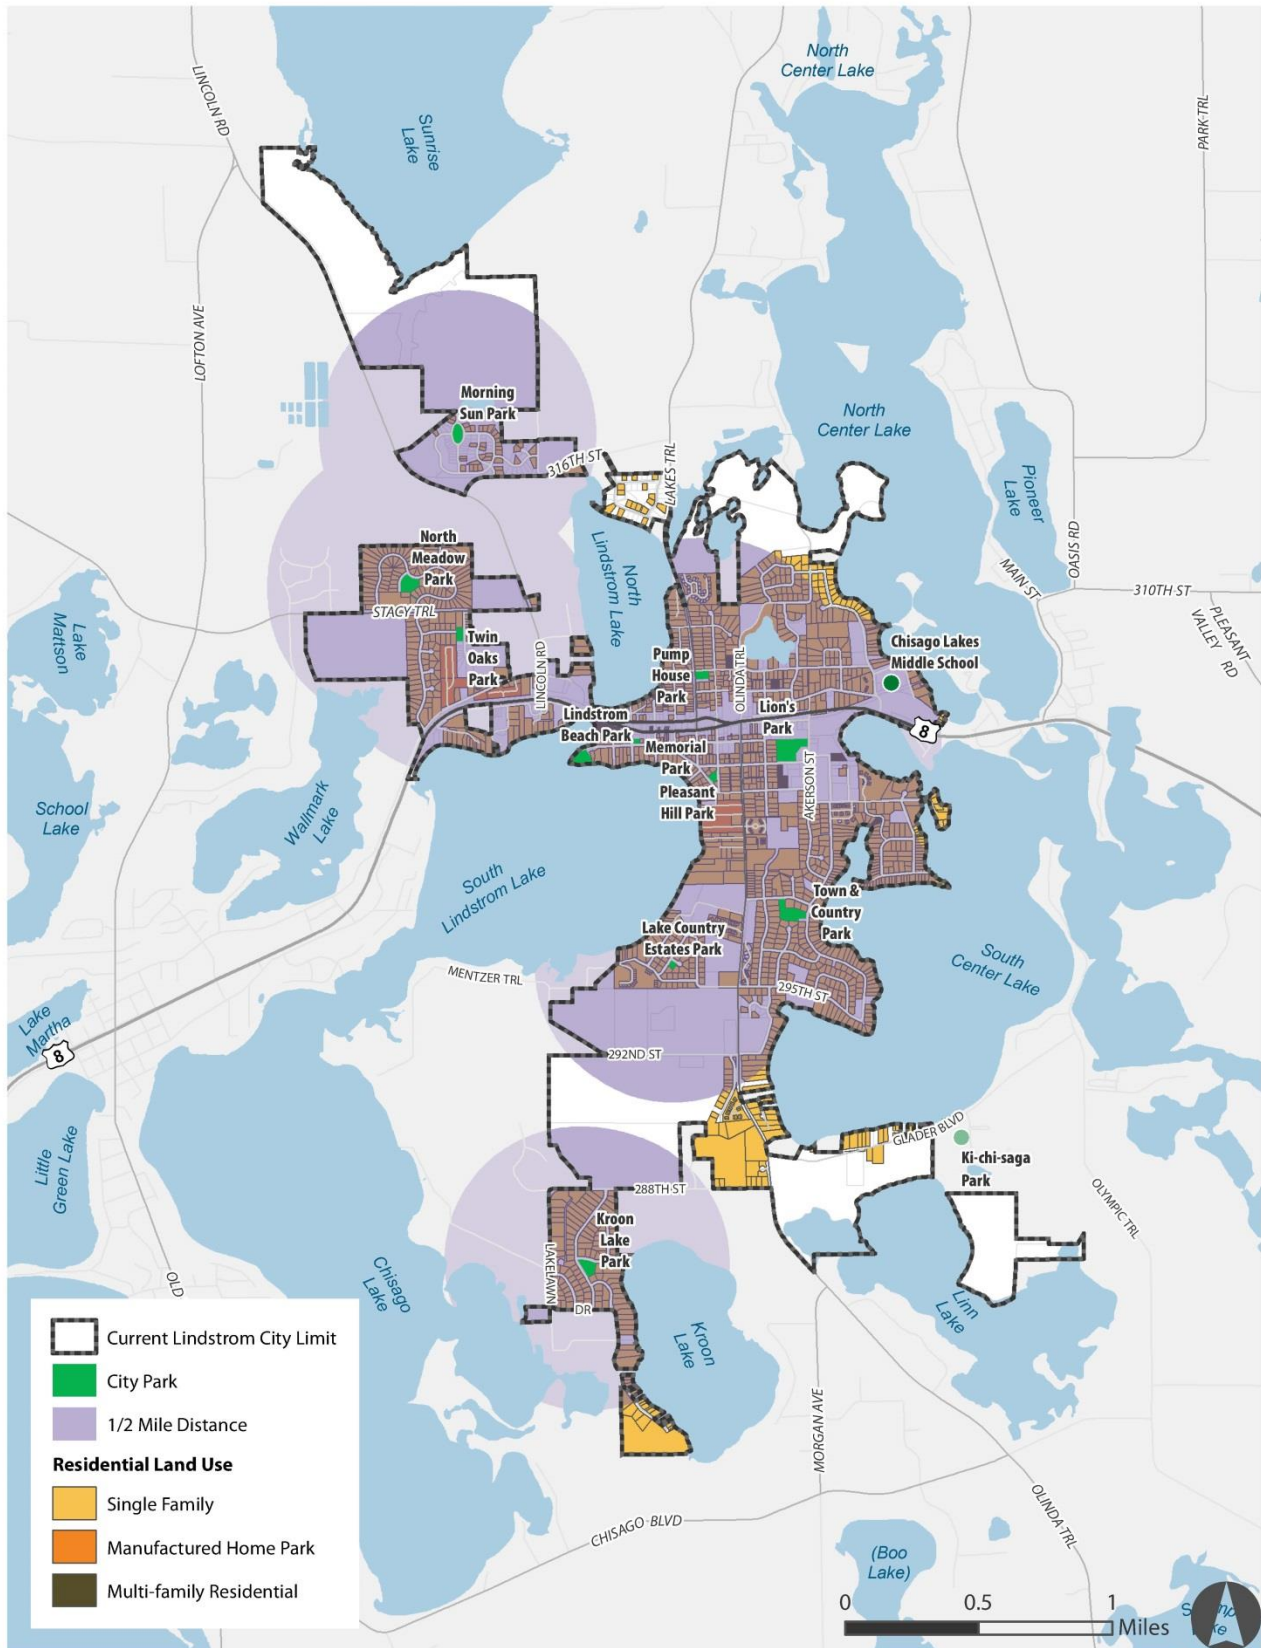 North
Center Lake
LINCOLN RD
PARK TRL
Sunrise
Lake
LOFTON AVE
Morning
Sun Park
North
Center Lake
316TH ST
LAKES TRL
Pioneer
Lake
OASIS RD
North
Meadow
Park
North
Lindstrom Lake
MAIN ST
310TH ST
PLEASANT
VALLEY RD
STACY TRL
Lake
Mattson
Twin
Oaks
Park
LINCOLN RD
Pump
House
Park
OLINDA TRL
Chisago Lakes
Middle School
Lion's
Park
Lindstrom
Beach Park
8
Memorial
Park
Pleasant
Hill Park
AKERSON ST
School
Lake
Wallmark
Lake
South
Lindstrom Lake
Town &
Country
Park
Lake Country
Estates Park
South
Center Lake
MENTZER TRL
295TH ST
Lake
Martha
8
292ND ST
GLADER BLVD
Ki-chi-saga
Park
Little
Green Lake
288TH ST
OLYMPIC TRL
Kroon
Lake
Park
LAKELAWN
DR
Chisago
Lake
OLD
Linn
Lake
Kroon
Lake
MORGAN AVE
OLINDA TRL
CHISAGO BLVD
(Boo
Lake)
Current Lindstrom City Limit
City Park
1/2 Mile Distance
Residential Land Use
Single Family
Manufactured Home Park
Multi-family Residential
0 0.5 1
Miles